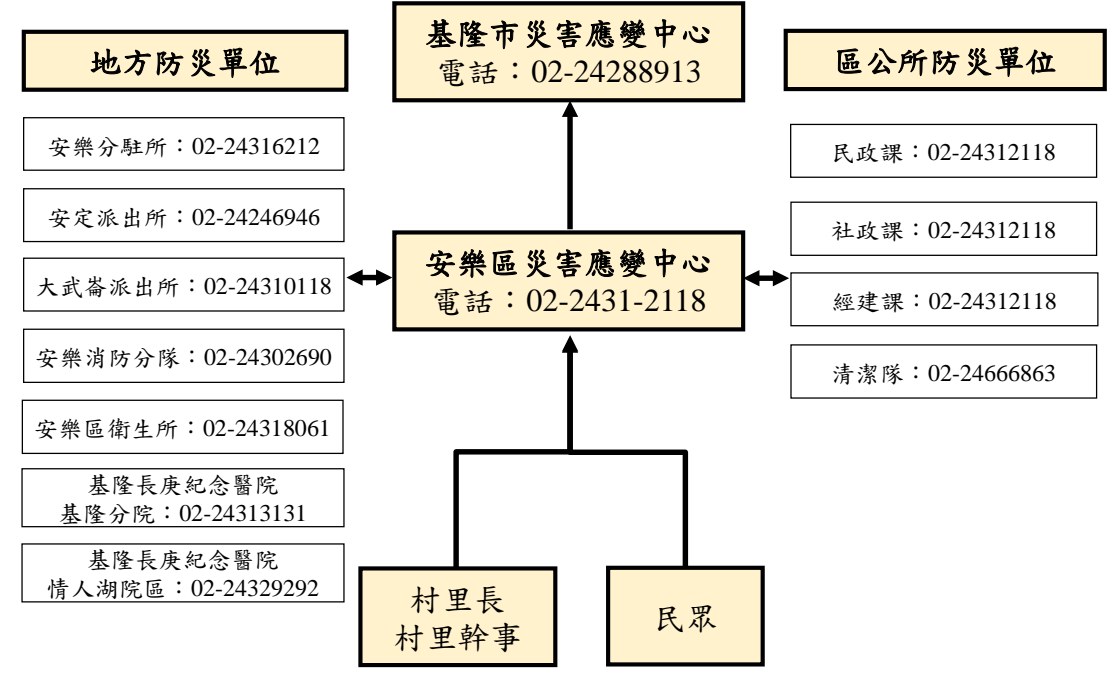 地方防災單位
安樂分駐所：02-24316212
安定派出所：02-24246946
大武崙派出所：02-24310118
安樂消防分隊：02-24302690
安樂區衛生所：02-24318061
基隆長庚紀念醫院
基隆分院：02-24313131
基隆長庚紀念醫院
情人湖院區：02-24329292
基隆市災害應變中心
電話：02-24288913
安樂區災害應變中心
電話：02-2431-2118
村里長
村里幹事
民眾
區公所防災單位
民政課：02-24312118
社政課：02-24312118
經建課：02-24312118
清潔隊：02-24666863